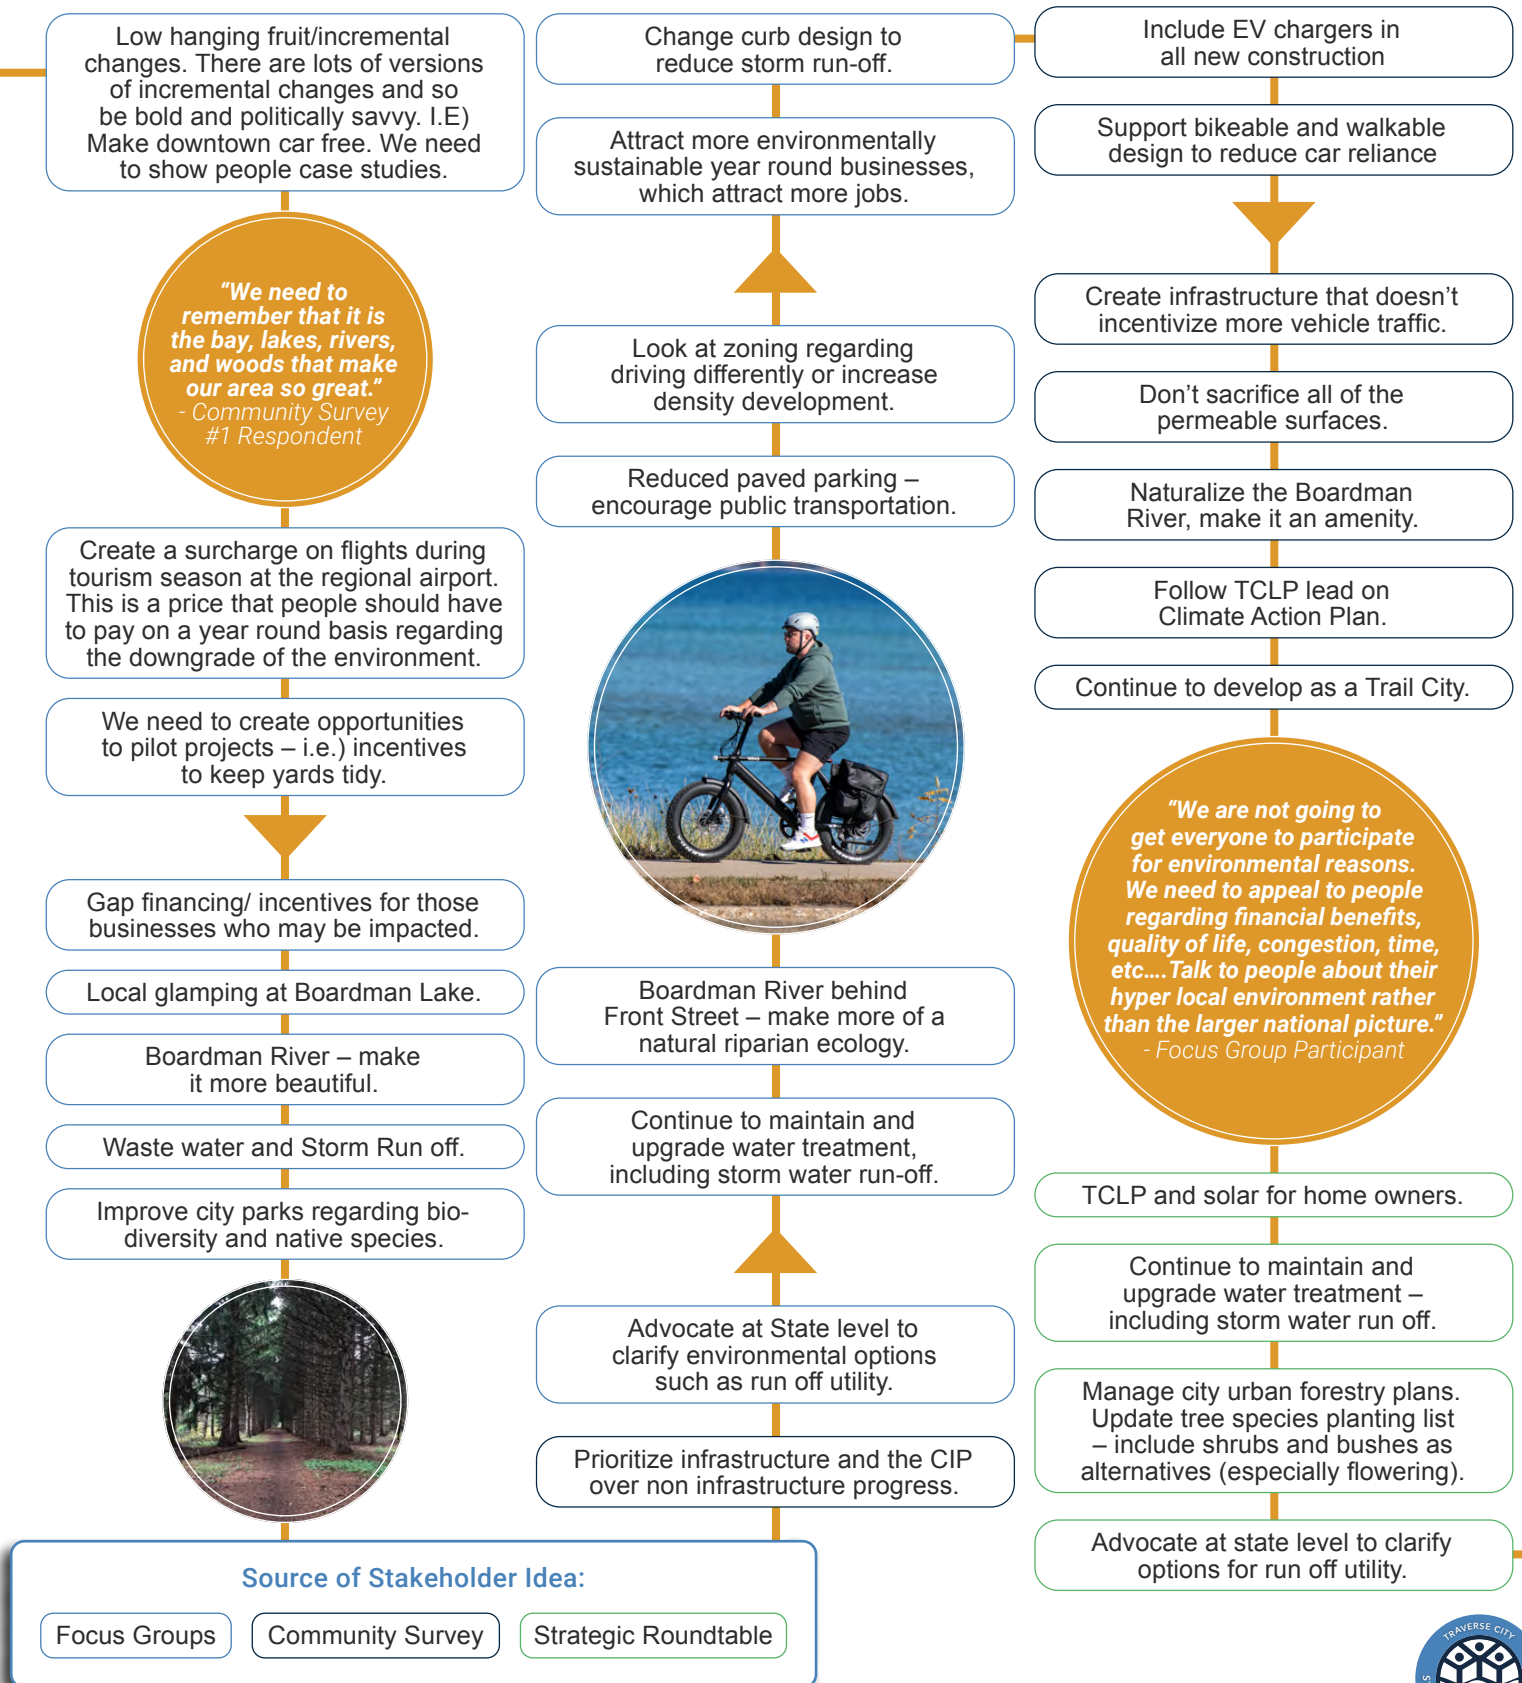 Low hanging fruit/incremental
changes. There are lots of versions
of incremental changes and so
be bold and politically savvy. I.E)
Make downtown car free. We need
to show people case studies.
“We need to
remember that it is
the bay, lakes, rivers,
and woods that make
our area so great.”
- Community Survey
#1 Respondent
Create a surcharge on flights during
tourism season at the regional airport.
This is a price that people should have
to pay on a year round basis regarding
the downgrade of the environment.
We need to create opportunities
to pilot projects – i.e.) incentives
to keep yards tidy.
Gap financing/ incentives for those
businesses who may be impacted.
Local glamping at Boardman Lake.
Boardman River – make
it more beautiful.
Waste water and Storm Run off.
Improve city parks regarding bio-
diversity and native species.
Change curb design to
reduce storm run-off.
Attract more environmentally
sustainable year round businesses,
which attract more jobs.
Look at zoning regarding
driving differently or increase
density development.
Reduced paved parking –
encourage public transportation.
Boardman River behind
Front Street – make more of a
natural riparian ecology.
Continue to maintain and
upgrade water treatment,
including storm water run-off.
Advocate at State level to
clarify environmental options
such as run off utility.
Prioritize infrastructure and the CIP
over non infrastructure progress.
Include EV chargers in
all new construction
Support bikeable and walkable
design to reduce car reliance
Create infrastructure that doesn’t
incentivize more vehicle traffic.
Don’t sacrifice all of the
permeable surfaces.
Naturalize the Boardman
River, make it an amenity.
Follow TCLP lead on
Climate Action Plan.
Continue to develop as a Trail City.
“We are not going to
get everyone to participate
for environmental reasons.
We need to appeal to people
regarding financial benefits,
quality of life, congestion, time,
etc....Talk to people about their
hyper local environment rather
than the larger national picture.”
- Focus Group Participant
TCLP and solar for home owners.
Continue to maintain and
upgrade water treatment –
including storm water run off.
Manage city urban forestry plans.
Update tree species planting list
– include shrubs and bushes as
alternatives (especially flowering).
Advocate at state level to clarify
options for run off utility.
Source of Stakeholder Idea:
Focus Groups
Community Survey
Strategic Roundtable
TRAVERSE CITY